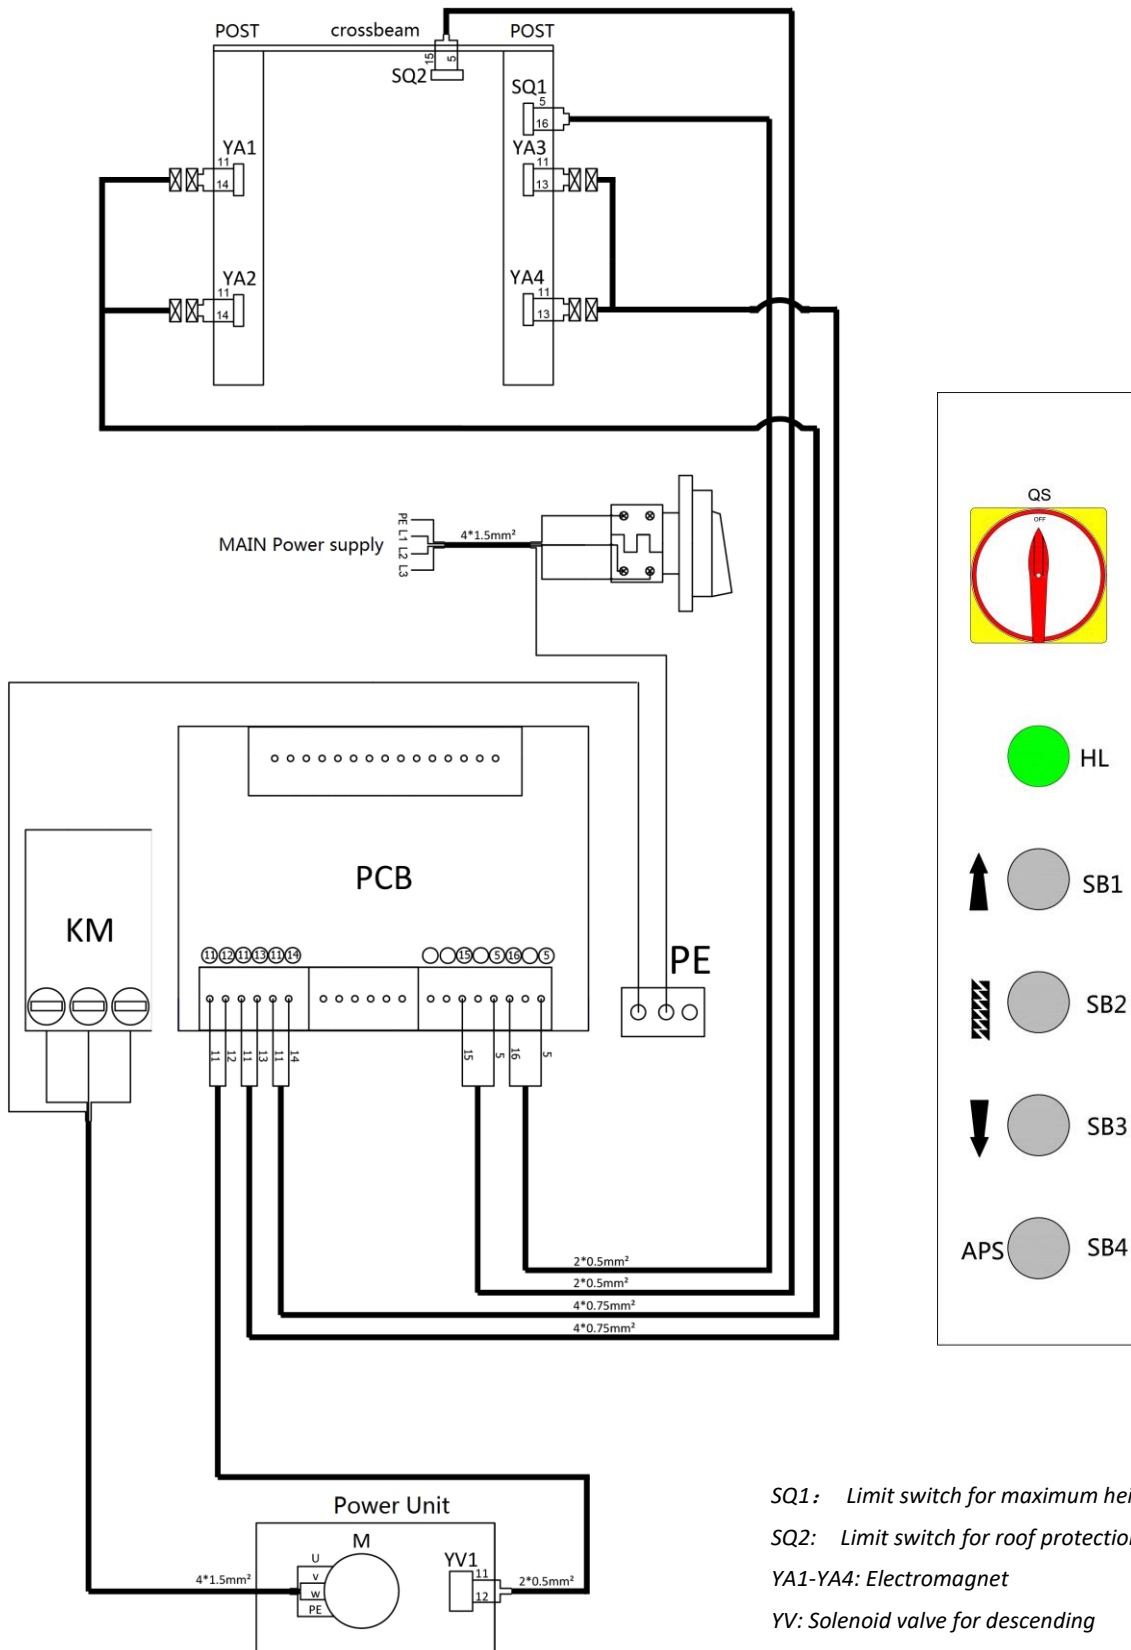 POST crossbeam POST
15 5
SQ2
SQ1
5
16
YA1
11
14
YA3
11
13
YA2
11
14
YA4
11
13
MAIN Power supply
PE L1 L2 L3
4*1.5mm²
QS
OFF
HL
PCB
KM
SB1
11 12 11 13 11 14
15 5 16 5
PE
11 12 11 13 11 14
15 5 16 5
SB2
SB3
APS SB4
2*0.5mm²
2*0.5mm²
4*0.75mm²
4*0.75mm²
Power Unit
M
U
V
W
PE
4*1.5mm²
YV1
11
12
2*0.5mm²
SQ1: Limit switch for maximum hei
SQ2: Limit switch for roof protection
YA1-YA4: Electromagnet
YV: Solenoid valve for descending